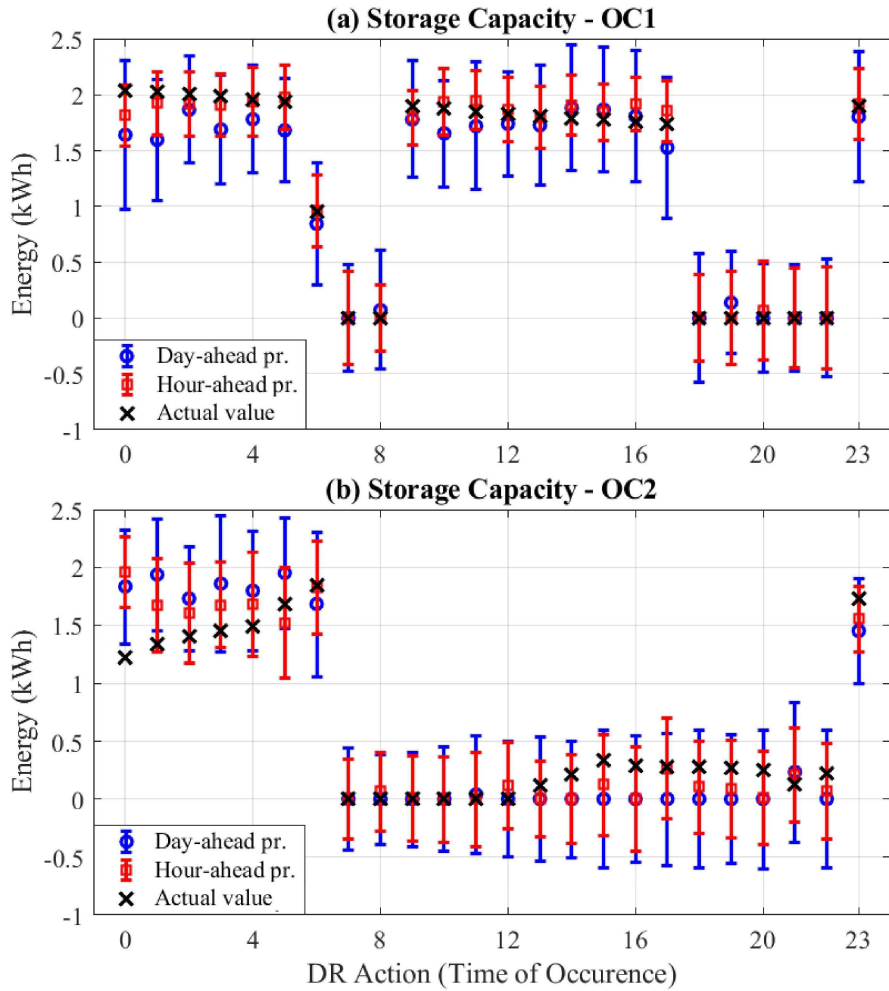 (a) Storage Capacity - OC1
2.5
2
1.5
1
0.5
0
-0.5
-1
Energy (kWh)
Day-ahead pr.
Hour-ahead pr.
Actual value
0 4 8 12 16 20 23
(b) Storage Capacity - OC2
2.5
2
1.5
1
0.5
0
-0.5
-1
Energy (kWh)
Day-ahead pr.
Hour-ahead pr.
Actual value
0 4 8 12 16 20 23
DR Action (Time of Occurence)